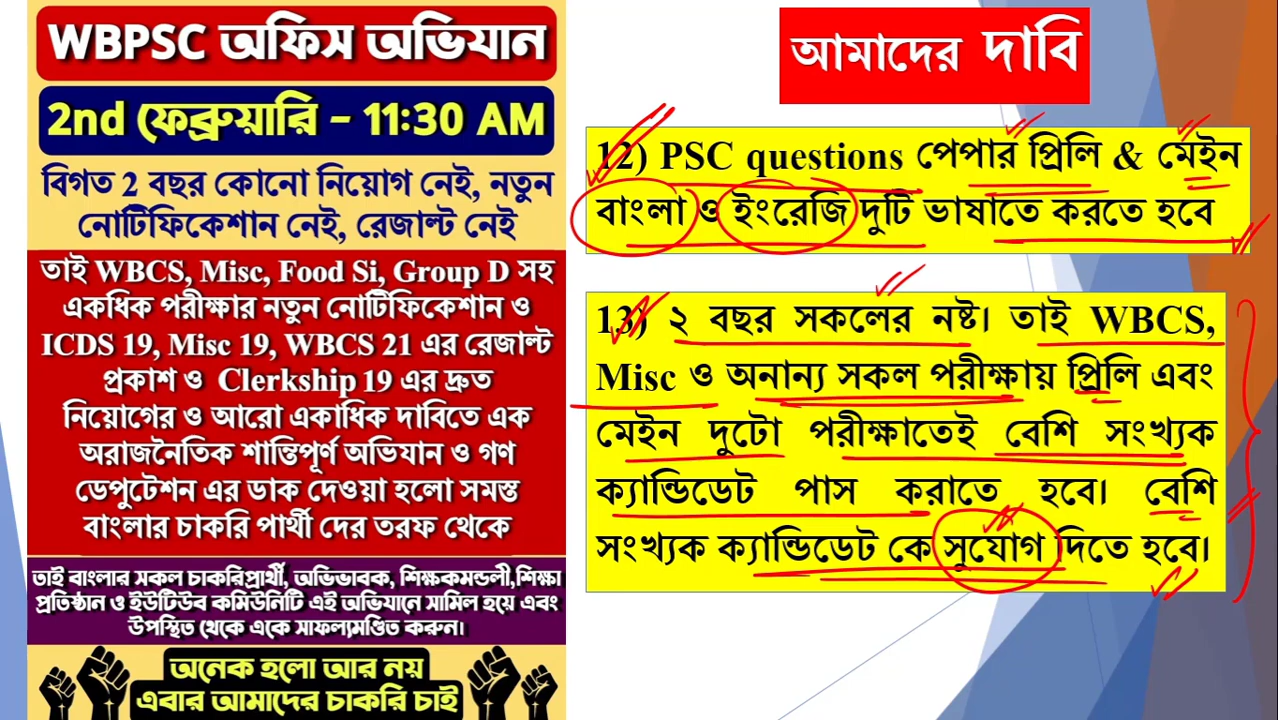 WBPSC অফিস অভিযান
2nd ফেব্রুয়ারি - 11:30 AM
বিগত 2 বছর কোনো নিয়োগ নেই, নতুন
নোটিফিকেশান নেই, রেজাল্ট নেই
তাই WBCS, Misc, Food Si, Group D সহ
একধিক পরীক্ষার নতুন নোটিফিকেশান ও
ICDS 19, Misc 19, WBCS 21 এর রেজাল্ট
প্রকাশ ও Clerkship 19 এর দ্রুত
নিয়োগের ও আরো একাধিক দাবিতে এক
অরাজনৈতিক শান্তিপূর্ণ অভিযান ও গণ
ডেপুটেশন এর ডাক দেওয়া হলো সমস্ত
বাংলার চাকরি পার্থী দের তরফ থেকে
তাই বাংলার সকল চাকরিপ্রার্থী, অভিভাবক, শিক্ষকমন্ডলী,শিক্ষা
প্রতিষ্ঠান ও ইউটিউব কমিউনিটি এই অভিযানে সামিল হয়ে এবং
উপস্থিত থেকে একে সাফল্যমণ্ডিত করুন।
অনেক হলো আর নয়
এবার আমাদের চাকরি চাই
আমাদের দাবি
12) PSC questions পেপার প্রিলি & মেইন
বাংলা ও ইংরেজি দুটি ভাষাতে করতে হবে
13) ২ বছর সকলের নষ্ট। তাই WBCS,
Misc ও অনান্য সকল পরীক্ষায় প্রিলি এবং
মেইন দুটো পরীক্ষাতেই বেশি সংখ্যক
ক্যান্ডিডেট পাস করাতে হবে। বেশি
সংখ্যক ক্যান্ডিডেট কে সুযোগ দিতে হবে।